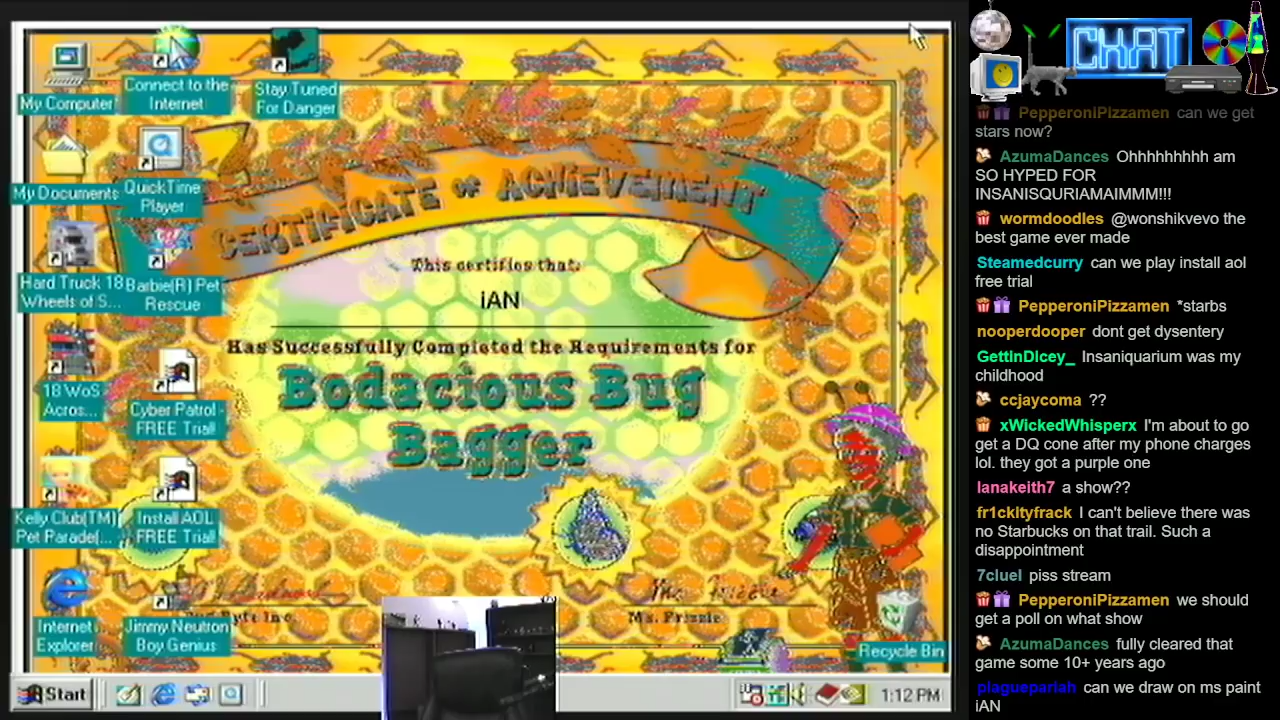 My Computer
Connect to the
Internet
Stay Tuned
For Danger
My Documents
QuickTime
Player
Hard Truck 18
Wheels of S...
Barbie(R) Pet
Rescue
18 WoS
Acros...
Cyber Patrol -
FREE Trial!
Kelly Club(TM)
Pet Parade(...
Install AOL
FREE Trial!
Internet
Explorer
Jimmy Neutron
Boy Genius
CERTIFICATE OF ACHIEVEMENT
This certifies that:
iAN
Has Successfully Completed the Requirements for
Bodacious Bug
Bagger
Ms. Frizzle
Recycle Bin
Start
1:12 PM
CHAT
PepperoniPizzamen can we get
stars now?
AzumaDances Ohhhhhhhhh am
SO HYPED FOR
INSANISQURIAMAIMMM!!!
wormdoodles @wonshikvevo the
best game ever made
Steamedcurry can we play install aol
free trial
PepperoniPizzamen *starbs
nooperdooper dont get dysentery
GettInDIcey_ Insaniquarium was my
childhood
ccjaycoma ??
xWickedWhisperx I'm about to go
get a DQ cone after my phone charges
lol. they got a purple one
lanakeith7 a show??
fr1ckityfrack I can't believe there was
no Starbucks on that trail. Such a
disappointment
7cluel piss stream
PepperoniPizzamen we should
get a poll on what show
AzumaDances fully cleared that
game some 10+ years ago
plaguepariah can we draw on ms paint
iAN